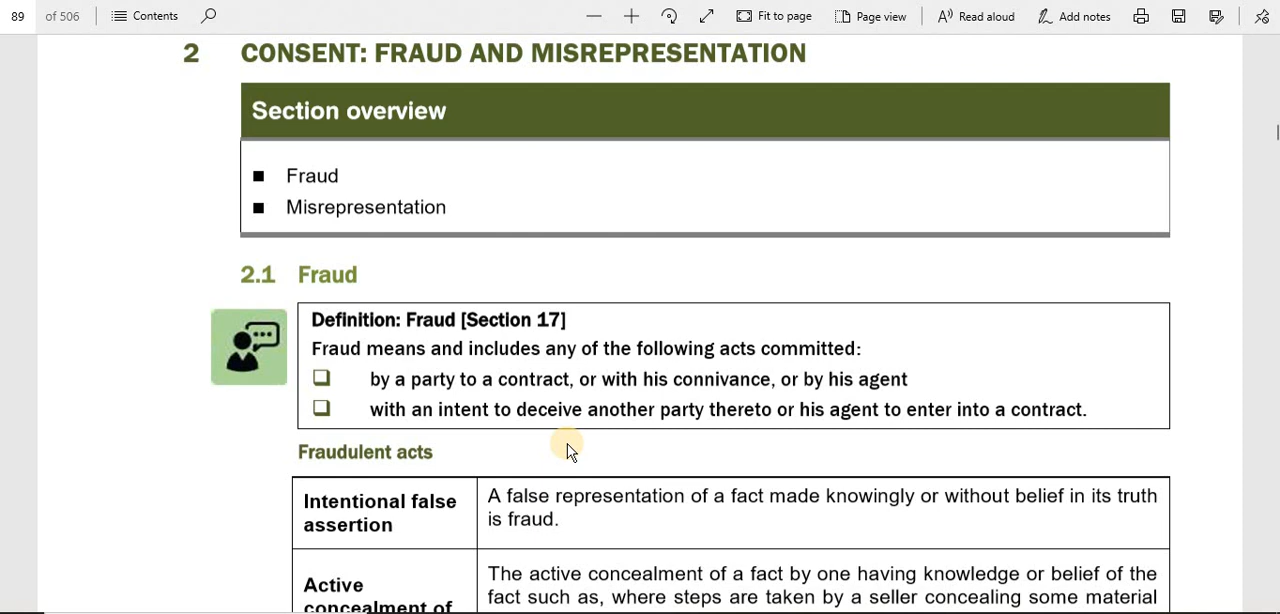 89 of 506 Contents Fit to page Page view Read aloud Add notes
2 CONSENT: FRAUD AND MISREPRESENTATION
Section overview
■ Fraud
■ Misrepresentation
2.1 Fraud
Definition: Fraud [Section 17]
Fraud means and includes any of the following acts committed:
❑ by a party to a contract, or with his connivance, or by his agent
❑ with an intent to deceive another party thereto or his agent to enter into a contract.
Fraudulent acts
Intentional false
assertion
A false representation of a fact made knowingly or without belief in its truth
is fraud.
Active
concealment of
The active concealment of a fact by one having knowledge or belief of the
fact such as, where steps are taken by a seller concealing some material